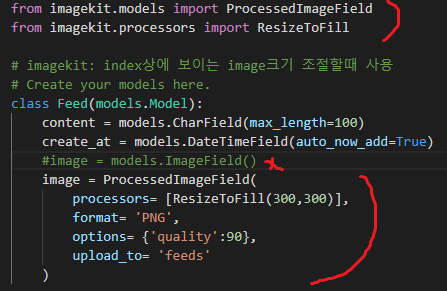 from imagekit.models import ProcessedImageField
from imagekit.processors import ResizeToFill
# imagekit: index상에 보이는 image크기 조절할때 사용
# Create your models here.
class Feed(models.Model):
    content = models.CharField(max_length=100)
    create_at = models.DateTimeField(auto_now_add=True)
    #image = models.ImageField()
    image = ProcessedImageField(
        processors= [ResizeToFill(300,300)],
        format= 'PNG',
        options= {'quality':90},
        upload_to= 'feeds'
    )